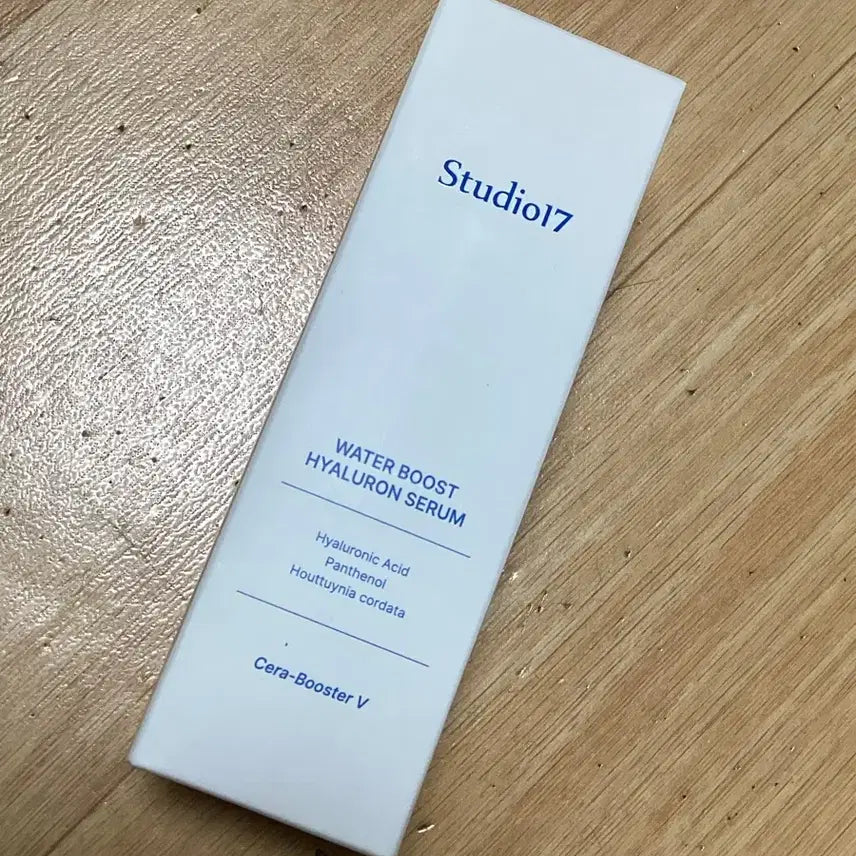 Studio17
WATER BOOST
HYALURON SERUM
Hyaluronic Acid
Panthenol
Houttuynia cordata
Cera-Booster V